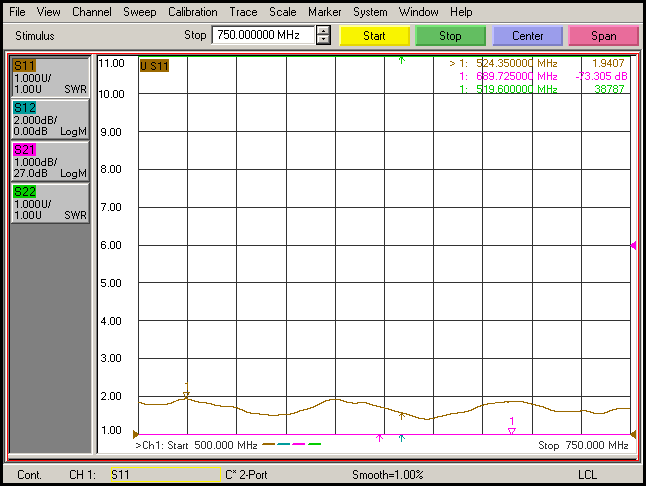 File View Channel Sweep Calibration Trace Scale Marker System Window Help
Stimulus Stop 750.000000 MHz Start Stop Center Span
S11
1.000U/
1.00U SWR
S12
2.000dB/
0.00dB LogM
S21
1.000dB/
27.0dB LogM
S22
1.000U/
1.00U SWR
11.00
10.00
9.00
8.00
7.00
6.00
5.00
4.00
3.00
2.00
1.00
U S11
> 1: 524.350000 MHz 1.9407
1: 689.725000 MHz -73.305 dB
1: 519.600000 MHz 38787
1
>Ch1: Start 500.000 MHz Stop 750.000 MHz
Cont. CH 1: S11 C* 2-Port Smooth=1.00% LCL